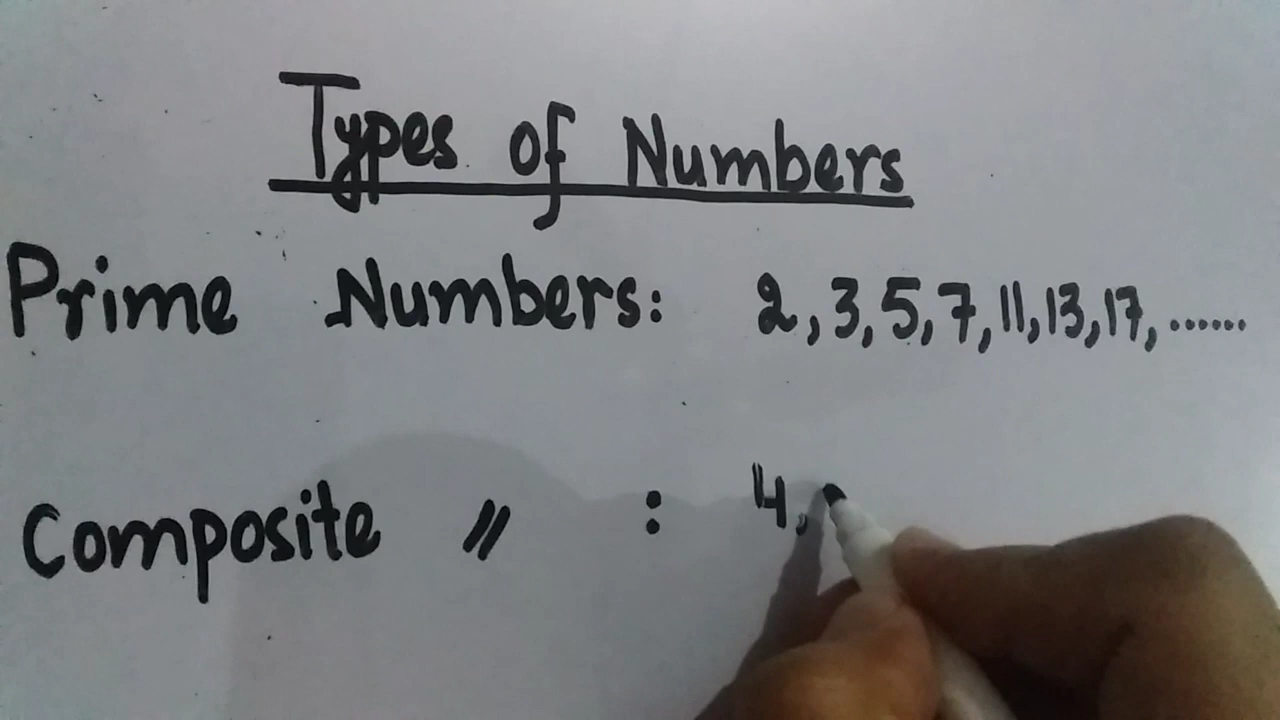 Types of Numbers
Prime Numbers: 2, 3, 5, 7, 11, 13, 17, ......
Composite " : 4,